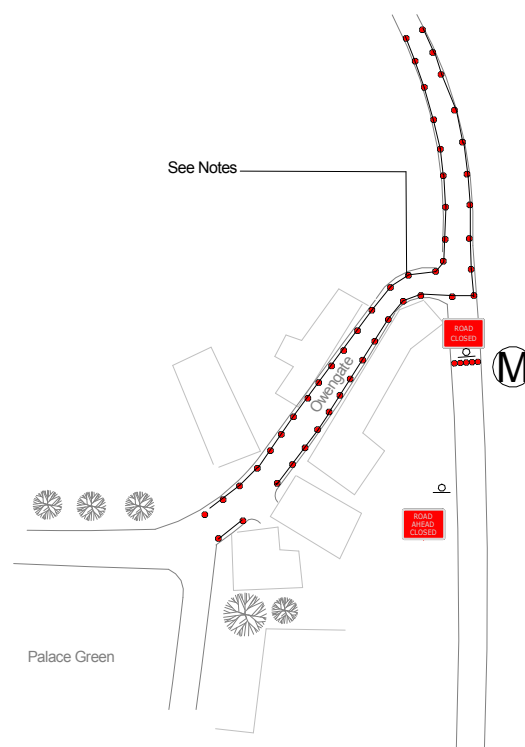 See Notes
ROAD
CLOSED
M
Owengate
ROAD
AHEAD
CLOSED
Palace Green